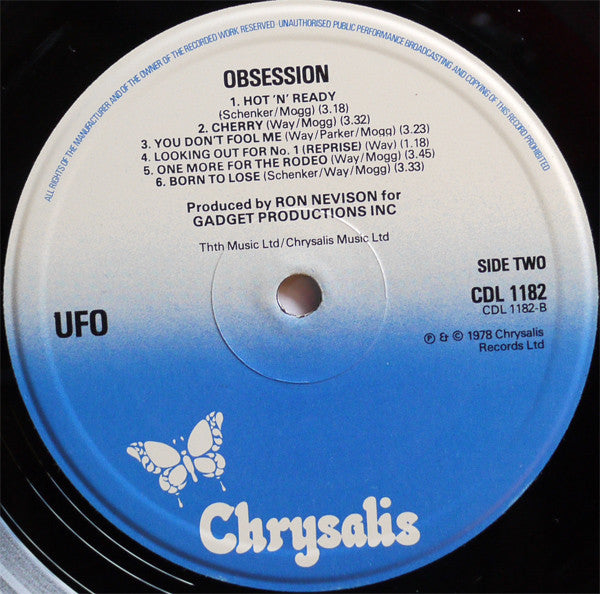 ALL RIGHTS OF THE MANUFACTURER AND OF THE OWNER OF THE RECORDED WORK RESERVED · UNAUTHORISED PUBLIC PERFORMANCE BROADCASTING AND COPYING OF THIS RECORD PROHIBITED
OBSESSION
1. HOT 'N' READY
(Schenker/Mogg) (3.18)
2. CHERRY (Way/Mogg) (3.32)
3. YOU DON'T FOOL ME (Way/Parker/Mogg) (3.23)
4. LOOKING OUT FOR No. 1 (REPRISE) (Way) (1.18)
5. ONE MORE FOR THE RODEO (Way/Mogg) (3.45)
6. BORN TO LOSE (Schenker/Way/Mogg) (3.33)
Produced by RON NEVISON for
GADGET PRODUCTIONS INC
Thth Music Ltd/Chrysalis Music Ltd
SIDE TWO
CDL 1182
CDL 1182-B
UFO
℗ & © 1978 Chrysalis
Records Ltd
Chrysalis